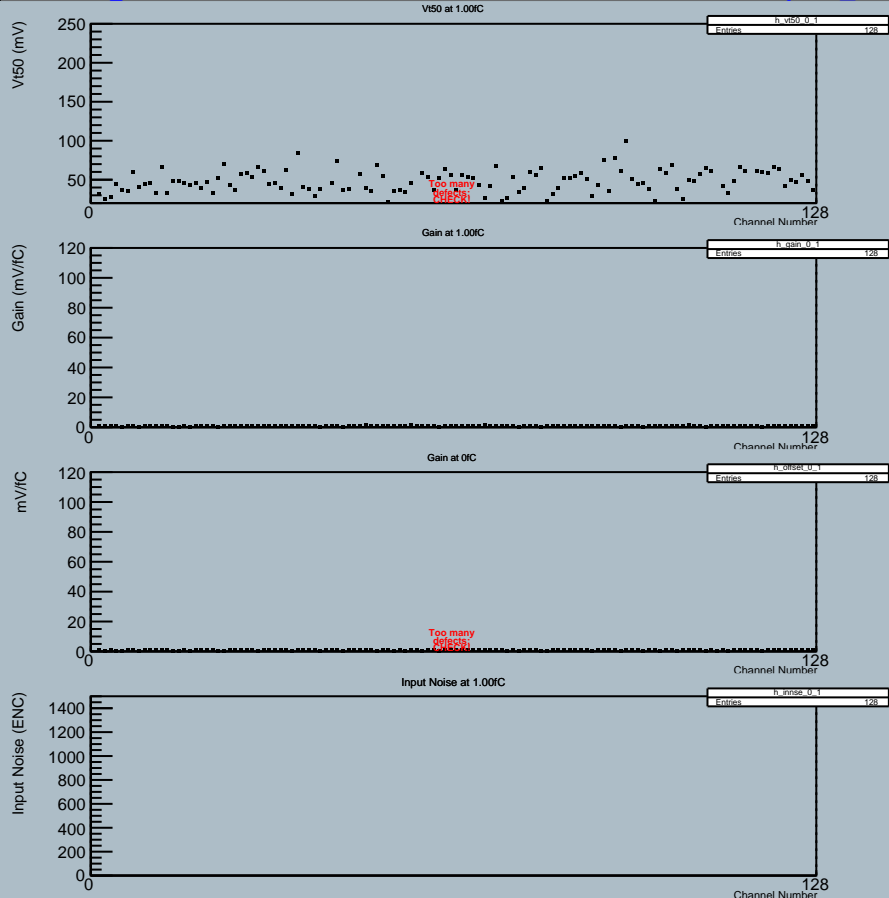 Vt50 at 1.00fC
h_vt50_0_1
Entries 128
Vt50 (mV)
250
200
150
100
50
Too many
defects:
CHECK!
0
128
Channel Number
Gain at 1.00fC
h_gain_0_1
Entries 128
Gain (mV/fC)
120
100
80
60
40
20
0
0
128
Channel Number
Gain at 0fC
h_offset_0_1
Entries 128
mV/fC
120
100
80
60
40
20
Too many
defects:
CHECK!
0
0
128
Channel Number
Input Noise at 1.00fC
h_innse_0_1
Entries 128
Input Noise (ENC)
1400
1200
1000
800
600
400
200
0
0
128
Channel Number